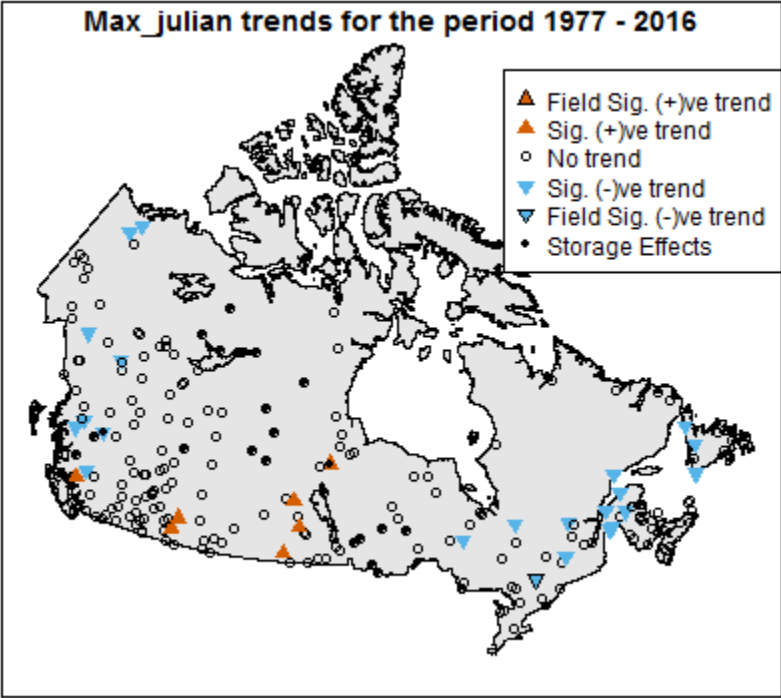 Max_julian trends for the period 1977 - 2016
Field Sig. (+)ve trend
Sig. (+)ve trend
No trend
Sig. (-)ve trend
Field Sig. (-)ve trend
Storage Effects